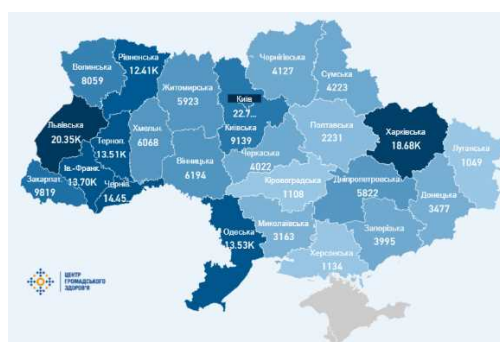 Волинська
8059
Рівненська
12.41K
Житомирська
5923
Київ
22.7...
Київська
9139
Чернігівська
4127
Сумська
4223
Львівська
20.35K
Терноп.
13.51K
Хмельн.
6068
Вінницька
6194
Черкаська
4022
Полтавська
2231
Харківська
18.68K
Луганська
1049
Закарпат.
9819
Ів.-Франк.
13.70K
Чернів.
14.45...
Кіровоградська
1108
Дніпропетровська
5822
Донецька
3477
Одеська
13.53K
Миколаївська
3163
Херсонська
1134
Запорізька
3995
ЦЕНТР
ГРОМАДСЬКОГО
ЗДОРОВ'Я